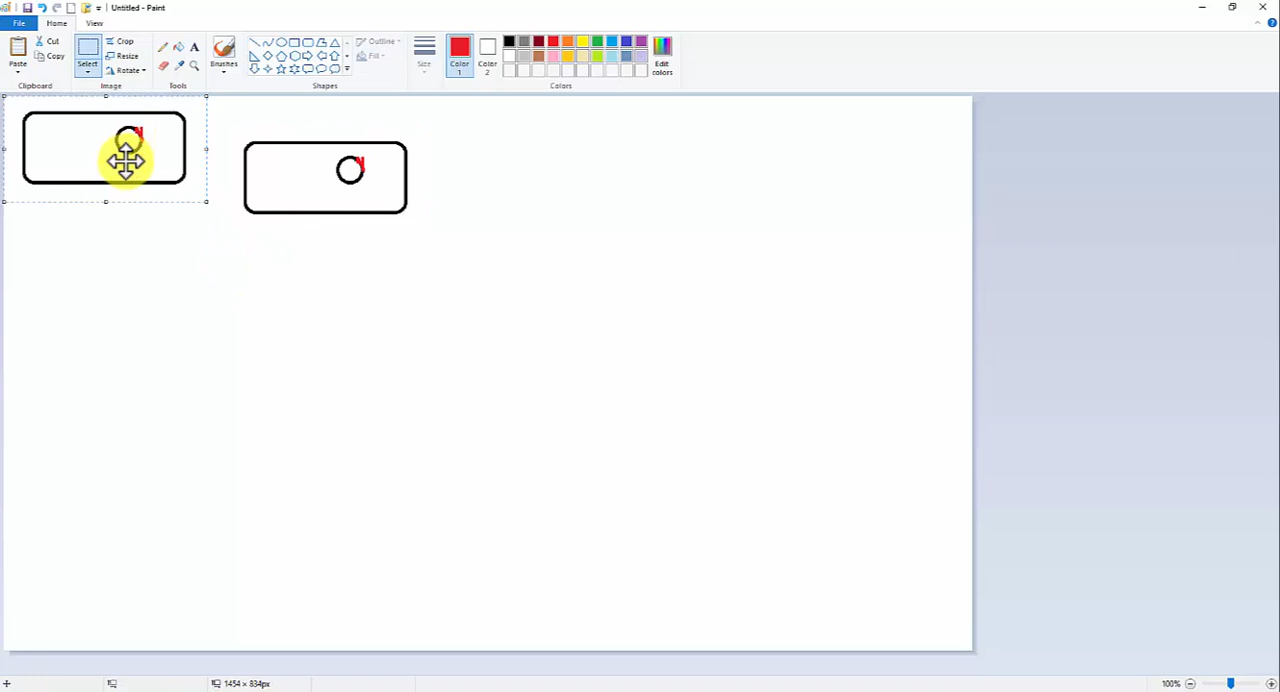 Untitled - Paint
File Home View
Paste
Cut
Copy
Clipboard
Select
Crop
Resize
Rotate
Image
A
Tools
Brushes
Outline
Fill
Shapes
Size
Color 1
Color 2
Edit colors
Colors
1454 × 834px
100%